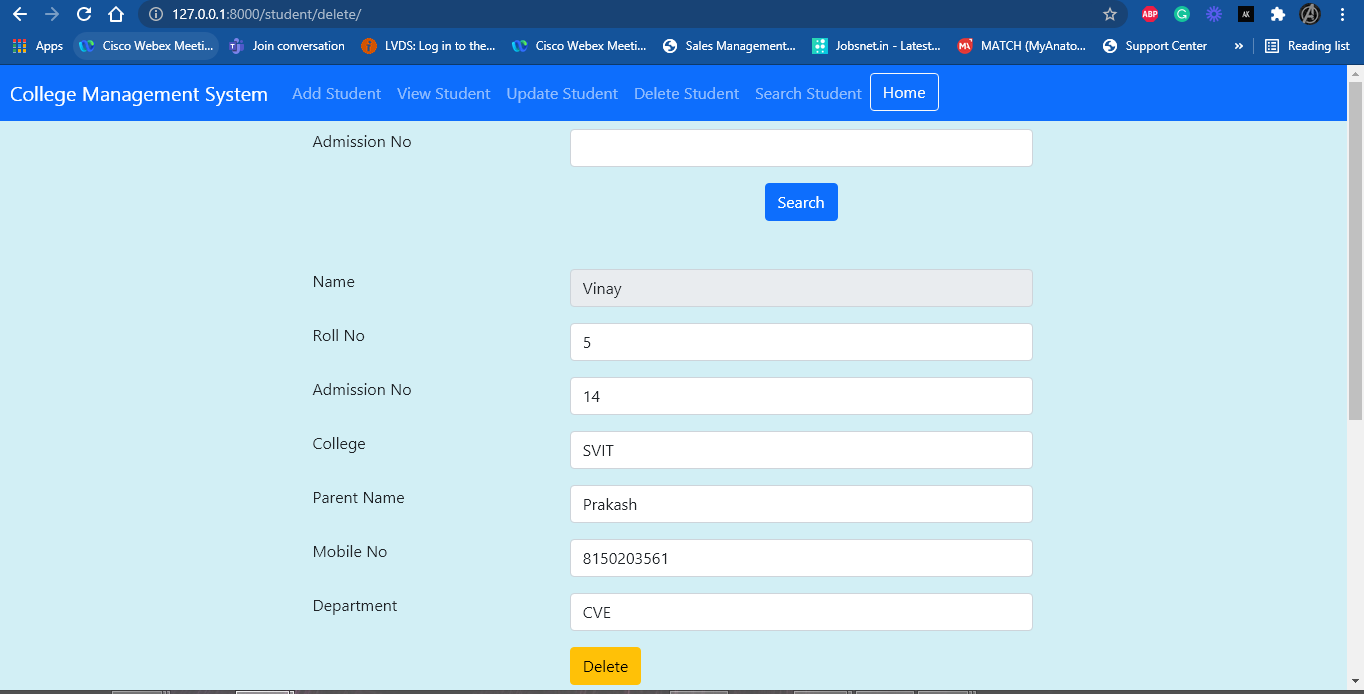 127.0.0.1:8000/student/delete/
ABP
AK
Apps Cisco Webex Meeti... Join conversation LVDS: Log in to the... Cisco Webex Meeti... Sales Management... Jobsnet.in - Latest... MATCH (MyAnato... Support Center » Reading list
College Management System Add Student View Student Update Student Delete Student Search Student Home
Admission No
Search
Name Vinay
Roll No 5
Admission No 14
College SVIT
Parent Name Prakash
Mobile No 8150203561
Department CVE
Delete